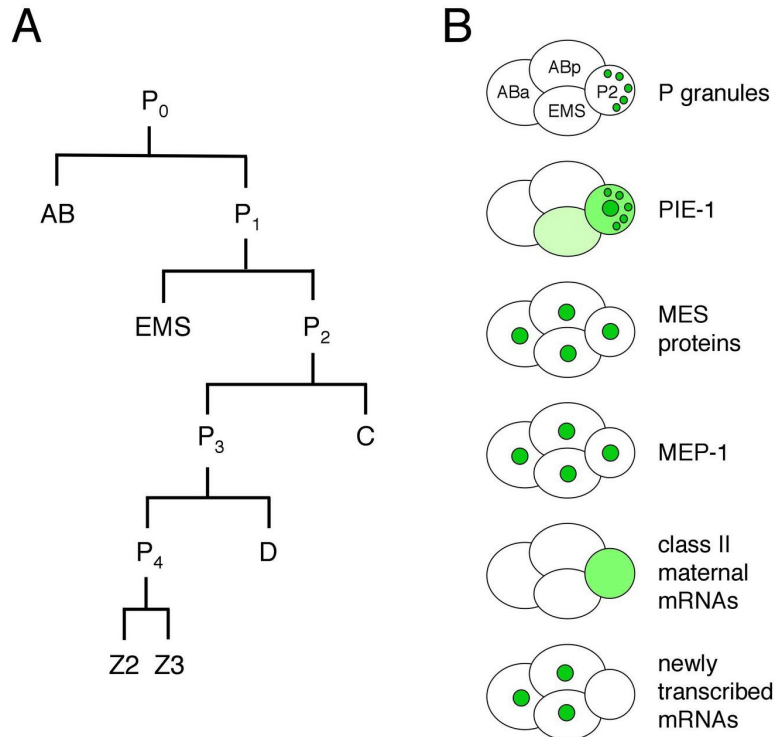 A
P₀
AB
P₁
EMS
P₂
P₃
C
P₄
D
Z2 Z3
B
ABa
ABp
EMS
P2
P granules
PIE-1
MES
proteins
MEP-1
class II
maternal
mRNAs
newly
transcribed
mRNAs